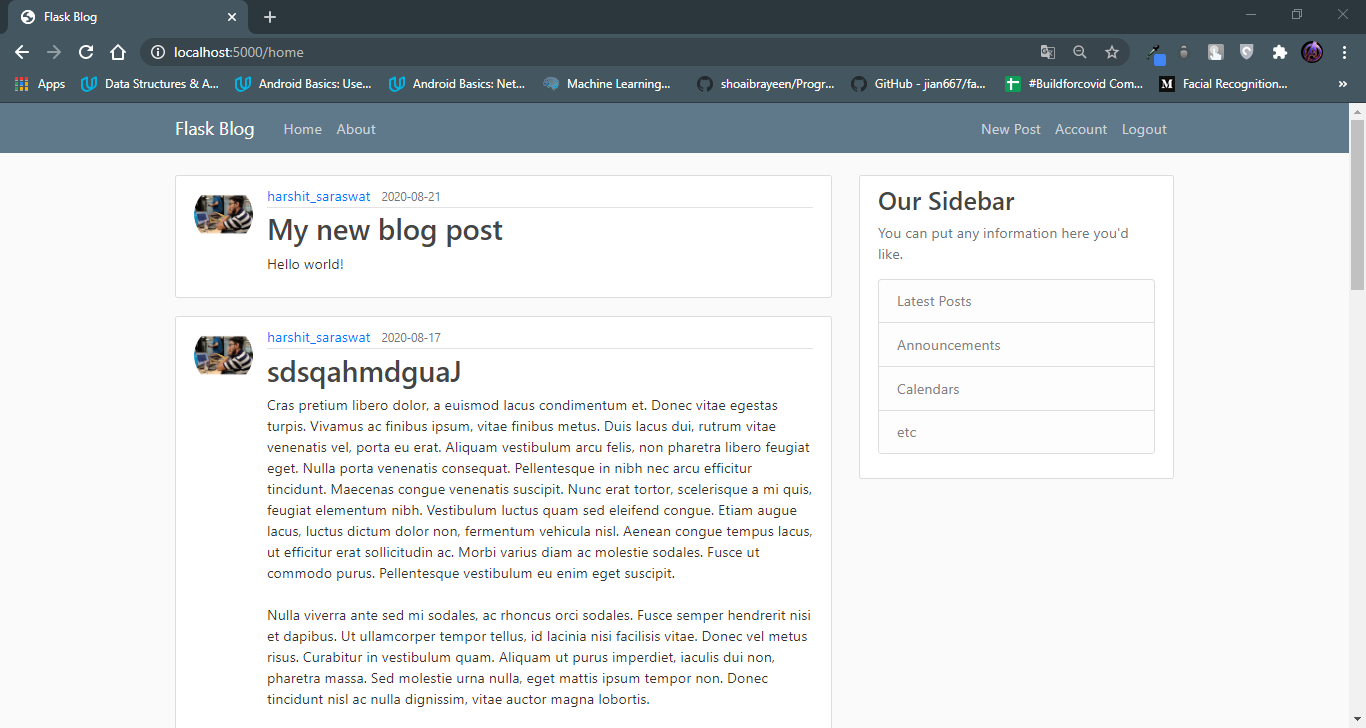 Flask Blog
localhost:5000/home
Apps
Data Structures & A...
Android Basics: Use...
Android Basics: Net...
Machine Learning...
shoaibrayeen/Progr...
GitHub - jian667/fa...
#Buildforcovid Com...
Facial Recognition...
»
Flask Blog
Home
About
New Post
Account
Logout
harshit_saraswat 2020-08-21
My new blog post
Hello world!
harshit_saraswat 2020-08-17
sdsqahmdguaJ
Cras pretium libero dolor, a euismod lacus condimentum et. Donec vitae egestas
turpis. Vivamus ac finibus ipsum, vitae finibus metus. Duis lacus dui, rutrum vitae
venenatis vel, porta eu erat. Aliquam vestibulum arcu felis, non pharetra libero feugiat
eget. Nulla porta venenatis consequat. Pellentesque in nibh nec arcu efficitur
tincidunt. Maecenas congue venenatis suscipit. Nunc erat tortor, scelerisque a mi quis,
feugiat elementum nibh. Vestibulum luctus quam sed eleifend congue. Etiam augue
lacus, luctus dictum dolor non, fermentum vehicula nisl. Aenean congue tempus lacus,
ut efficitur erat sollicitudin ac. Morbi varius diam ac molestie sodales. Fusce ut
commodo purus. Pellentesque vestibulum eu enim eget suscipit.
Nulla viverra ante sed mi sodales, ac rhoncus orci sodales. Fusce semper hendrerit nisi
et dapibus. Ut ullamcorper tempor tellus, id lacinia nisi facilisis vitae. Donec vel metus
risus. Curabitur in vestibulum quam. Aliquam ut purus imperdiet, iaculis dui non,
pharetra massa. Sed molestie urna nulla, eget mattis ipsum tempor non. Donec
tincidunt nisl ac nulla dignissim, vitae auctor magna lobortis.
Our Sidebar
You can put any information here you'd
like.
Latest Posts
Announcements
Calendars
etc